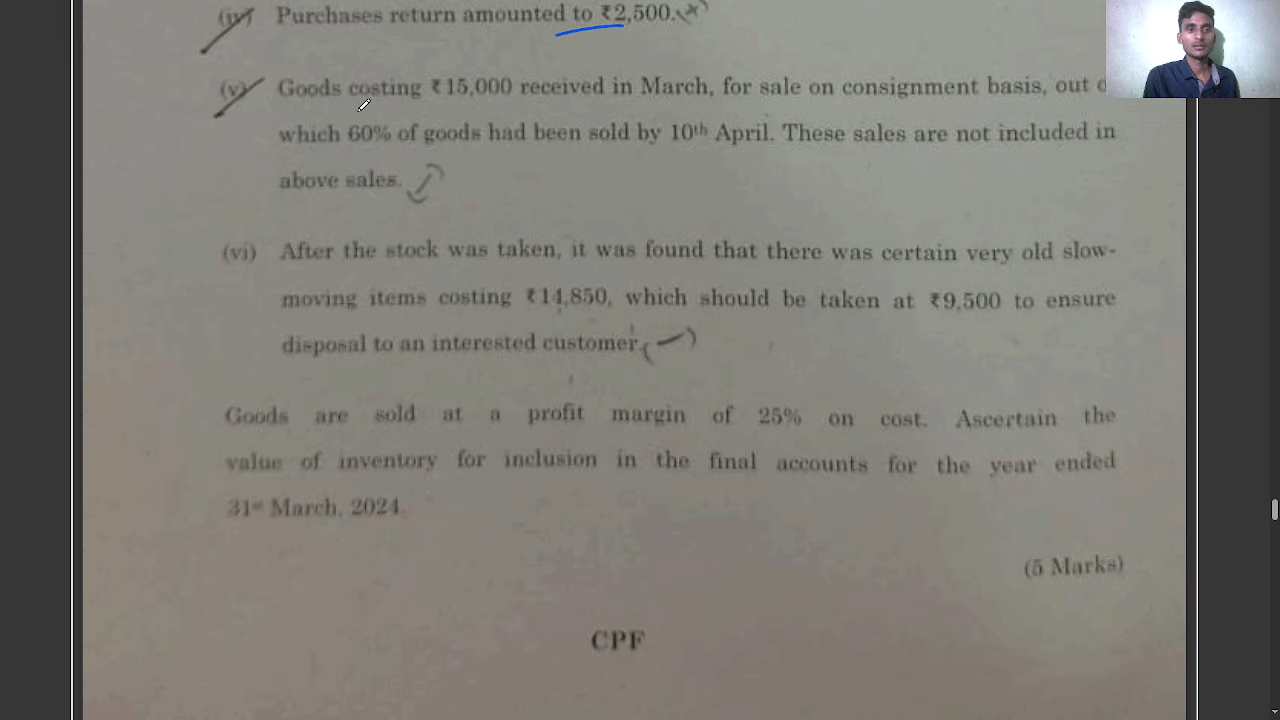 (iv) Purchases return amounted to ₹2,500.
(v) Goods costing ₹15,000 received in March, for sale on consignment basis, out
which 60% of goods had been sold by 10th April. These sales are not included in
above sales.
(vi) After the stock was taken, it was found that there was certain very old slow-
moving items costing ₹14,850, which should be taken at ₹9,500 to ensure
disposal to an interested customer.
Goods are sold at a profit margin of 25% on cost. Ascertain the
value of inventory for inclusion in the final accounts for the year ended
31st March, 2024.
(5 Marks)
CPF